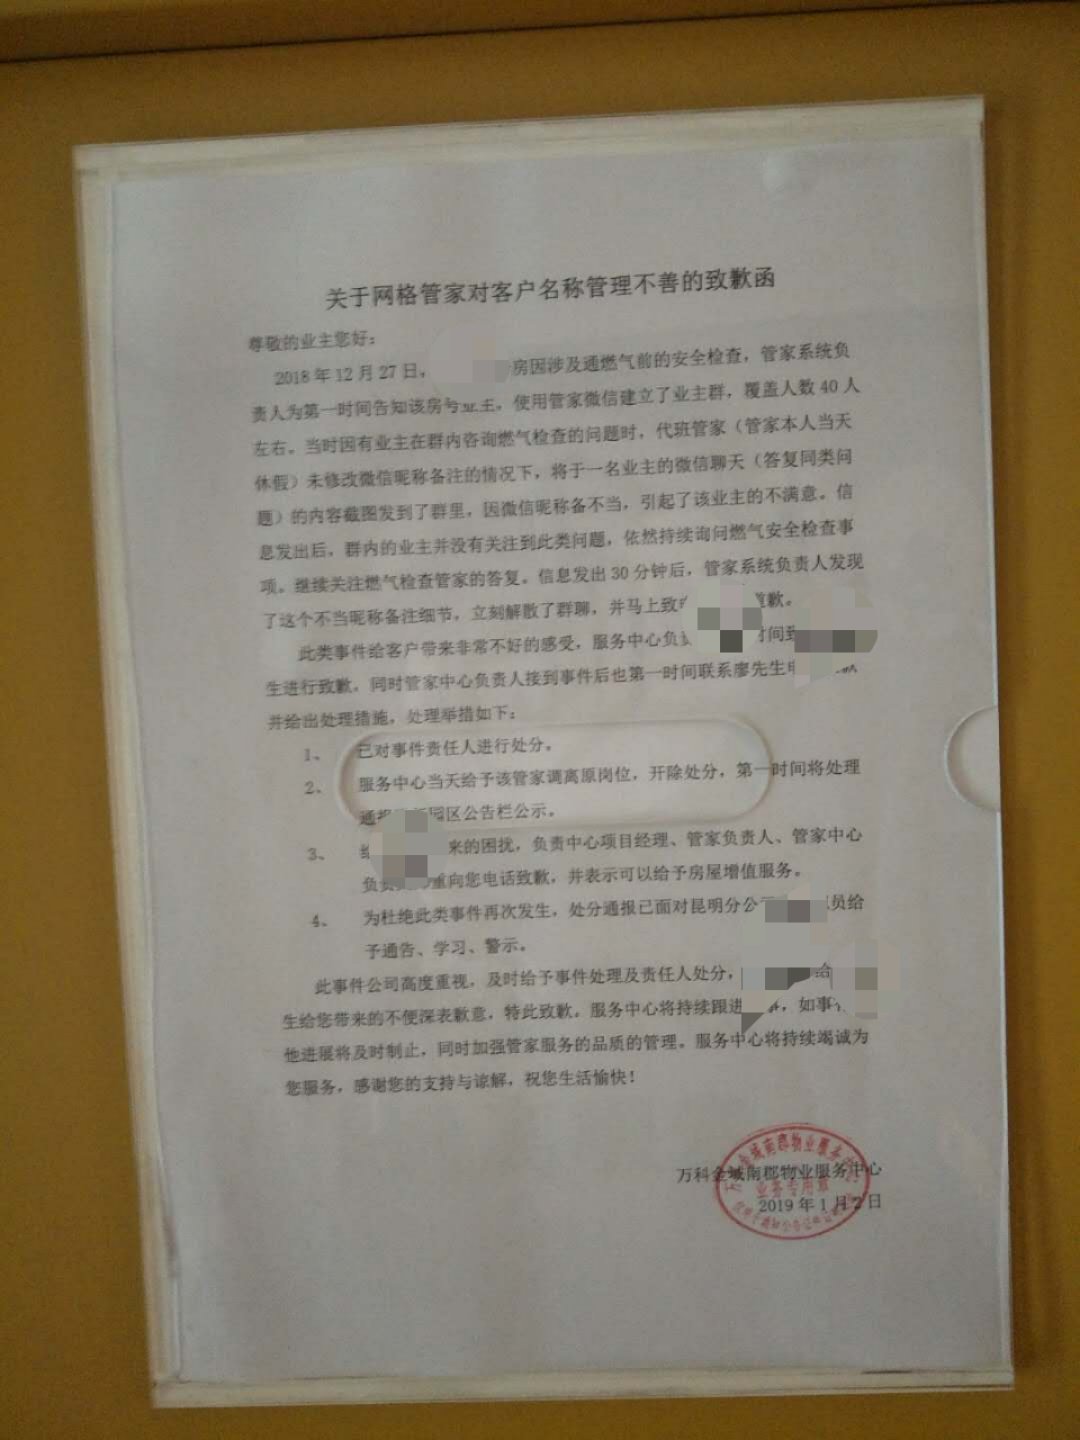 关于网格管家对客户名称管理不善的致歉函
尊敬的业主您好：
2018年12月27日，房因涉及通燃气前的安全检查，管家系统负
责人为第一时间告知该房号业主，使用管家微信建立了业主群，覆盖人数40人
左右。当时因有业主在群内咨询燃气检查的问题时，代班管家（管家本人当天
休假）未修改微信昵称备注的情况下，将于一名业主的微信聊天（答复同类问
题）的内容截图发到了群里，因微信昵称备不当，引起了该业主的不满意。信
息发出后，群内的业主并没有关注到此类问题，依然持续询问燃气安全检查事
项。继续关注燃气检查管家的答复。信息发出30分钟后，管家系统负责人发现
了这个不当昵称备注细节，立刻解散了群聊，并马上致 道歉。
此类事件给客户带来非常不好的感受，服务中心负责 时间致
生进行致歉，同时管家中心负责人接到事件后也第一时间联系廖先生 歉
并给出处理措施，处理举措如下：
1、 已对事件责任人进行处分。
2、 服务中心当天给予该管家调离原岗位，开除处分，第一时间将处理
通报 园区公告栏公示。
3、 给 来的困扰，负责中心项目经理、管家负责人、管家中心
负责 重向您电话致歉，并表示可以给予房屋增值服务。
4、 为杜绝此类事件再次发生，处分通报已面对昆明分公 员给
予通告、学习、警示。
此事件公司高度重视，及时给予事件处理及责任人处分， 给
生给您带来的不便深表歉意，特此致歉。服务中心将持续跟进 事，如事
他进展将及时制止，同时加强管家服务的品质的管理。服务中心将持续竭诚为
您服务，感谢您的支持与谅解，祝您生活愉快！
万科金域南郡物业服务中心
2019年1月2日
业务专用章